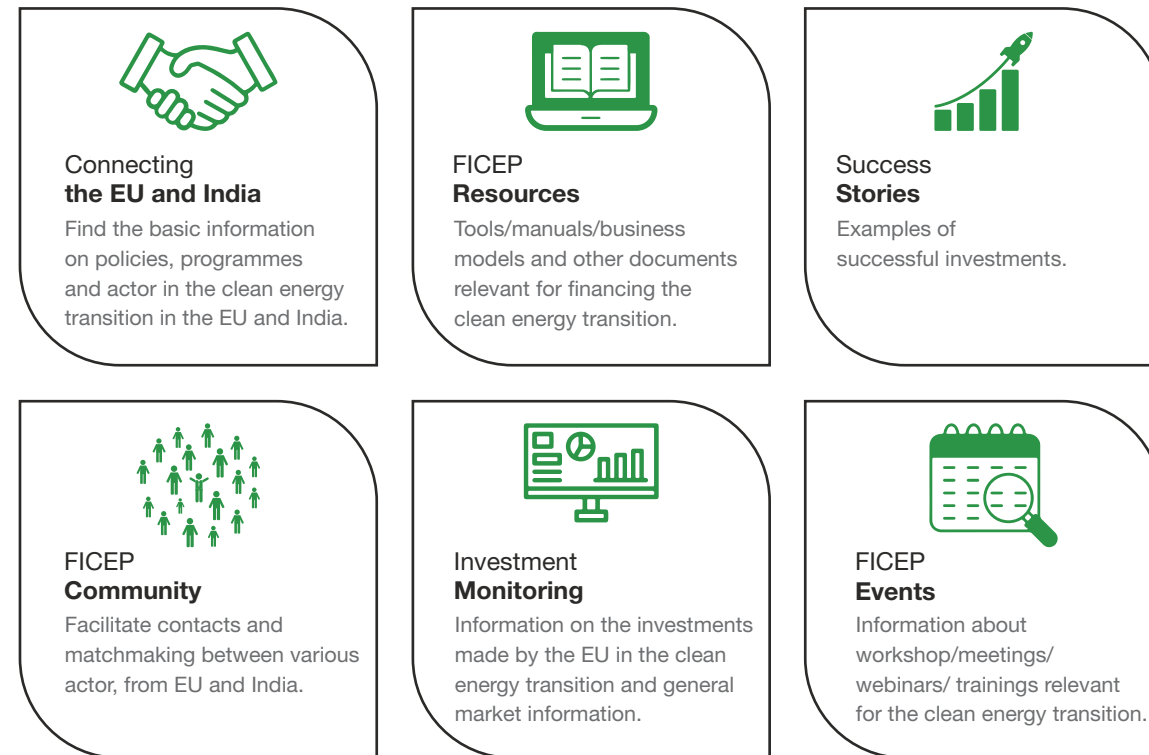 Connecting
the EU and India
Find the basic information
on policies, programmes
and actor in the clean energy
transition in the EU and India.
FICEP
Resources
Tools/manuals/business
models and other documents
relevant for financing the
clean energy transition.
Success
Stories
Examples of
successful investments.
FICEP
Community
Facilitate contacts and
matchmaking between various
actor, from EU and India.
Investment
Monitoring
Information on the investments
made by the EU in the clean
energy transition and general
market information.
FICEP
Events
Information about
workshop/meetings/
webinars/ trainings relevant
for the clean energy transition.